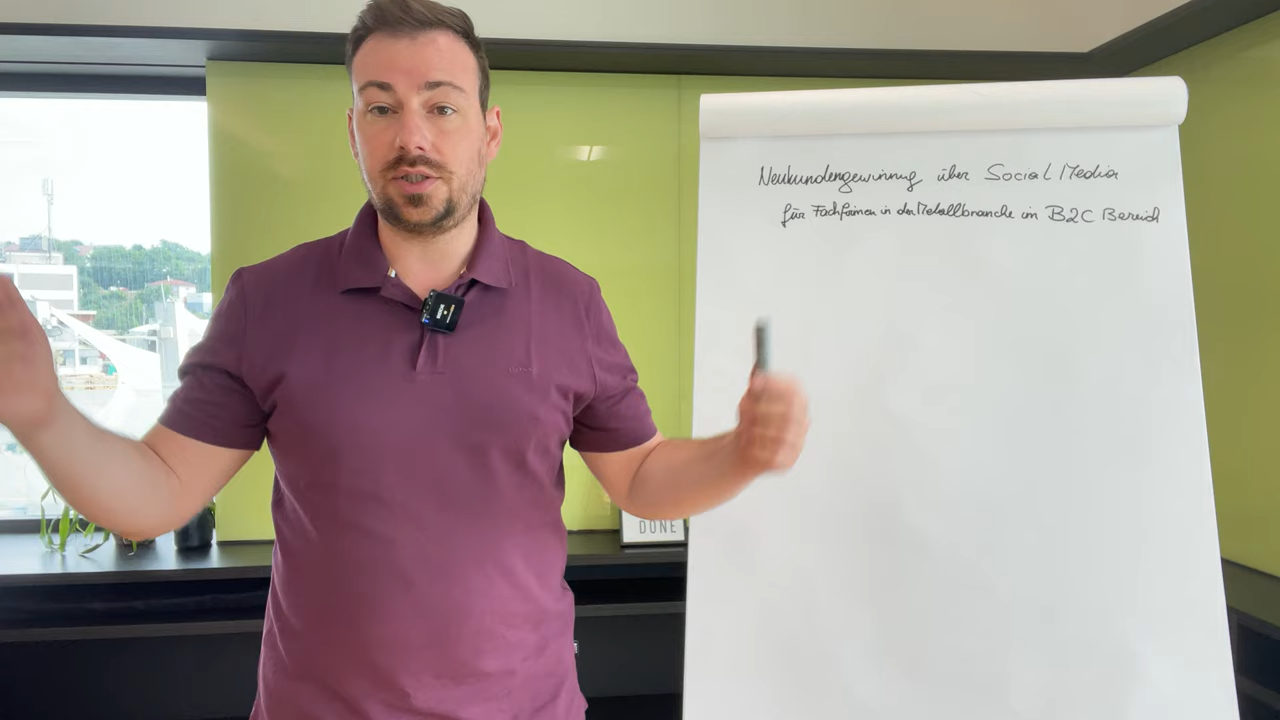 Neukundengewinnung über Social Media
für Fachfirmen in der Metallbranche im B2C Bereich
DONE